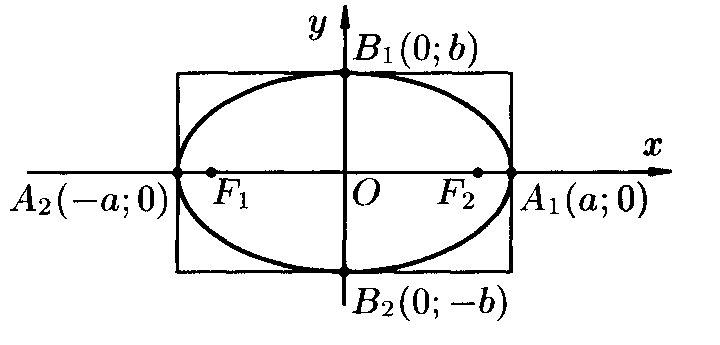 y
B₁(0; b)
x
A₂(−a; 0)
F₁
O
F₂
A₁(a; 0)
B₂(0; −b)